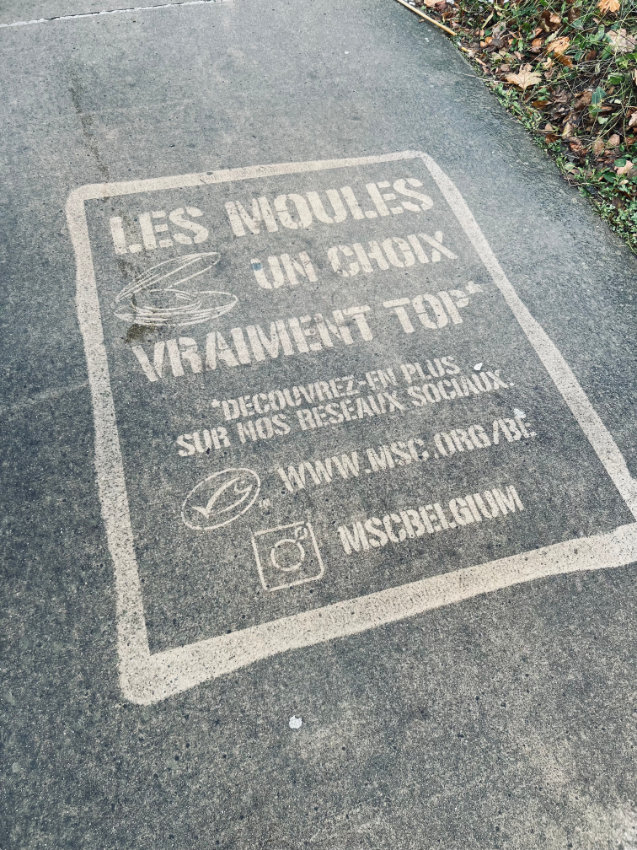 LES MOULES
UN CHOIX
VRAIMENT TOP*
*DECOUVREZ-EN PLUS
SUR NOS RESEAUX SOCIAUX.
WWW.MSC.ORG/BE
MSCBELGIUM